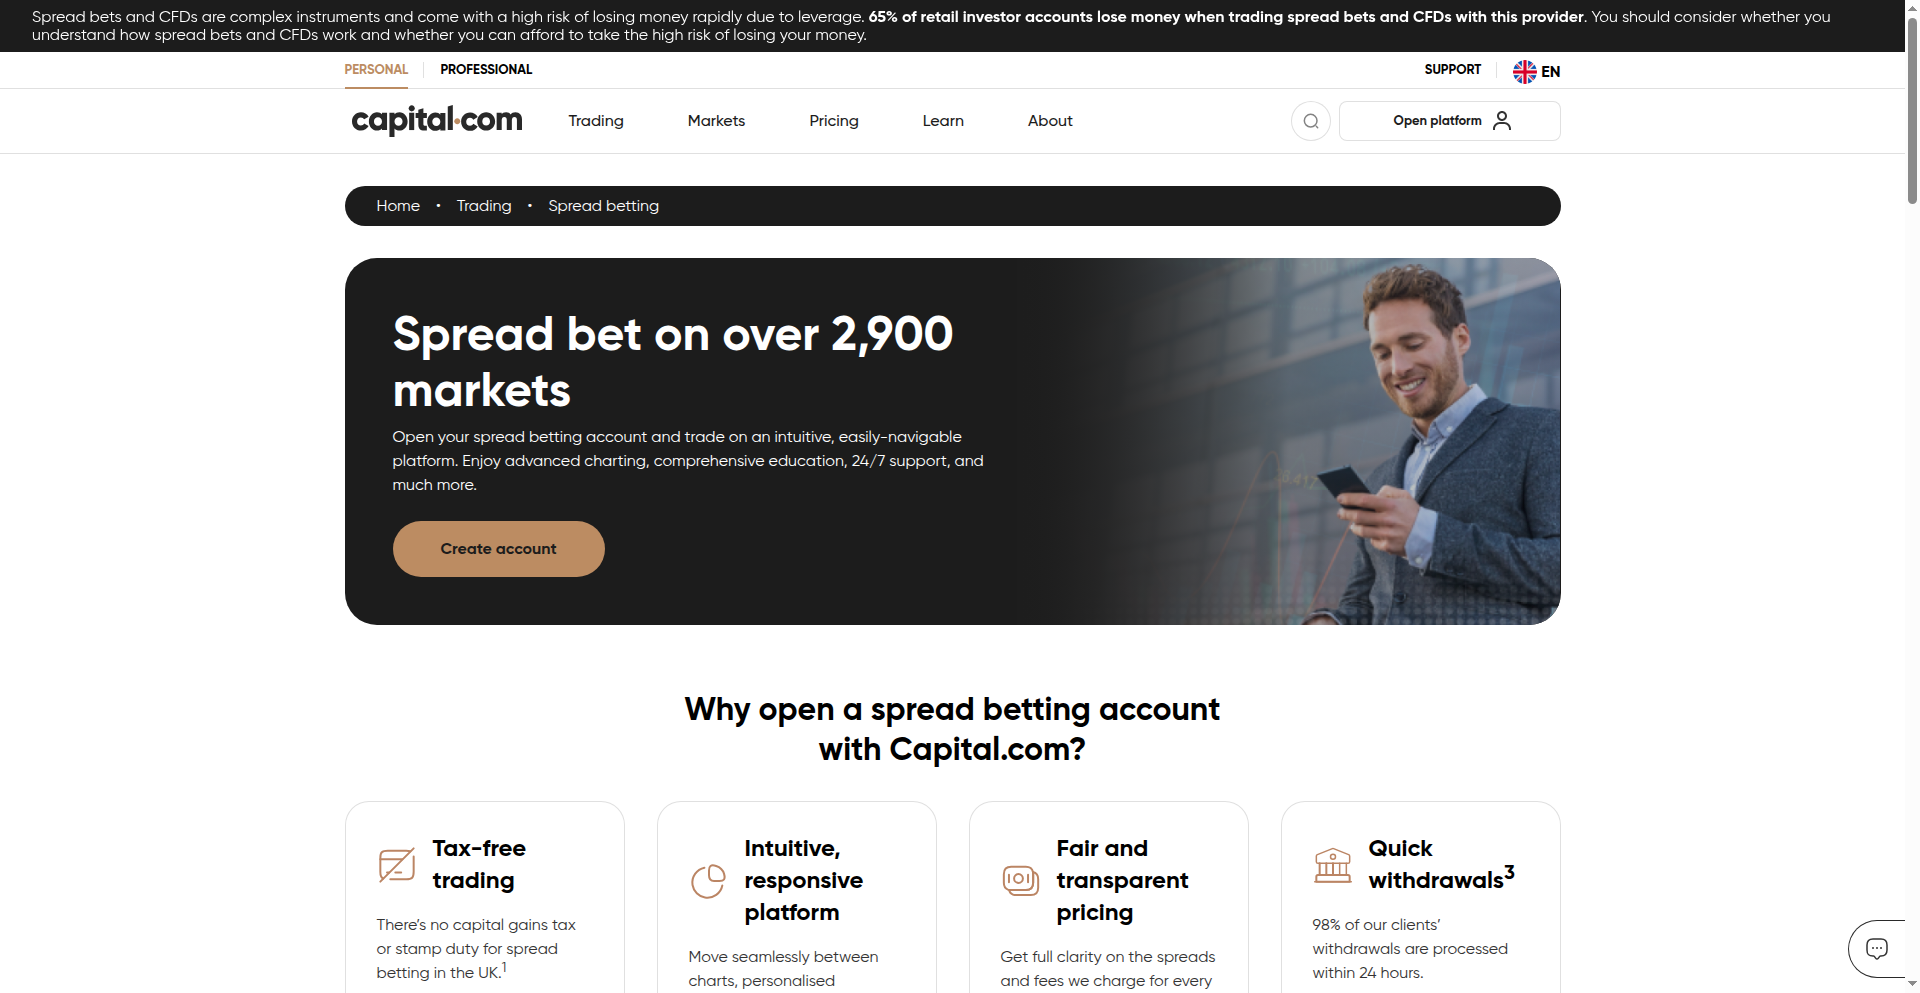 Spread bets and CFDs are complex instruments and come with a high risk of losing money rapidly due to leverage. 65% of retail investor accounts lose money when trading spread bets and CFDs with this provider. You should consider whether you
understand how spread bets and CFDs work and whether you can afford to take the high risk of losing your money.
PERSONAL PROFESSIONAL SUPPORT EN
capital.com Trading Markets Pricing Learn About Open platform
Home • Trading • Spread betting
Spread bet on over 2,900
markets
Open your spread betting account and trade on an intuitive, easily-navigable
platform. Enjoy advanced charting, comprehensive education, 24/7 support, and
much more.
Create account
Why open a spread betting account
with Capital.com?
Tax-free
trading
There's no capital gains tax
or stamp duty for spread
betting in the UK.1
Intuitive,
responsive
platform
Move seamlessly between
charts, personalised
Fair and
transparent
pricing
Get full clarity on the spreads
and fees we charge for every
Quick
withdrawals3
98% of our clients'
withdrawals are processed
within 24 hours.